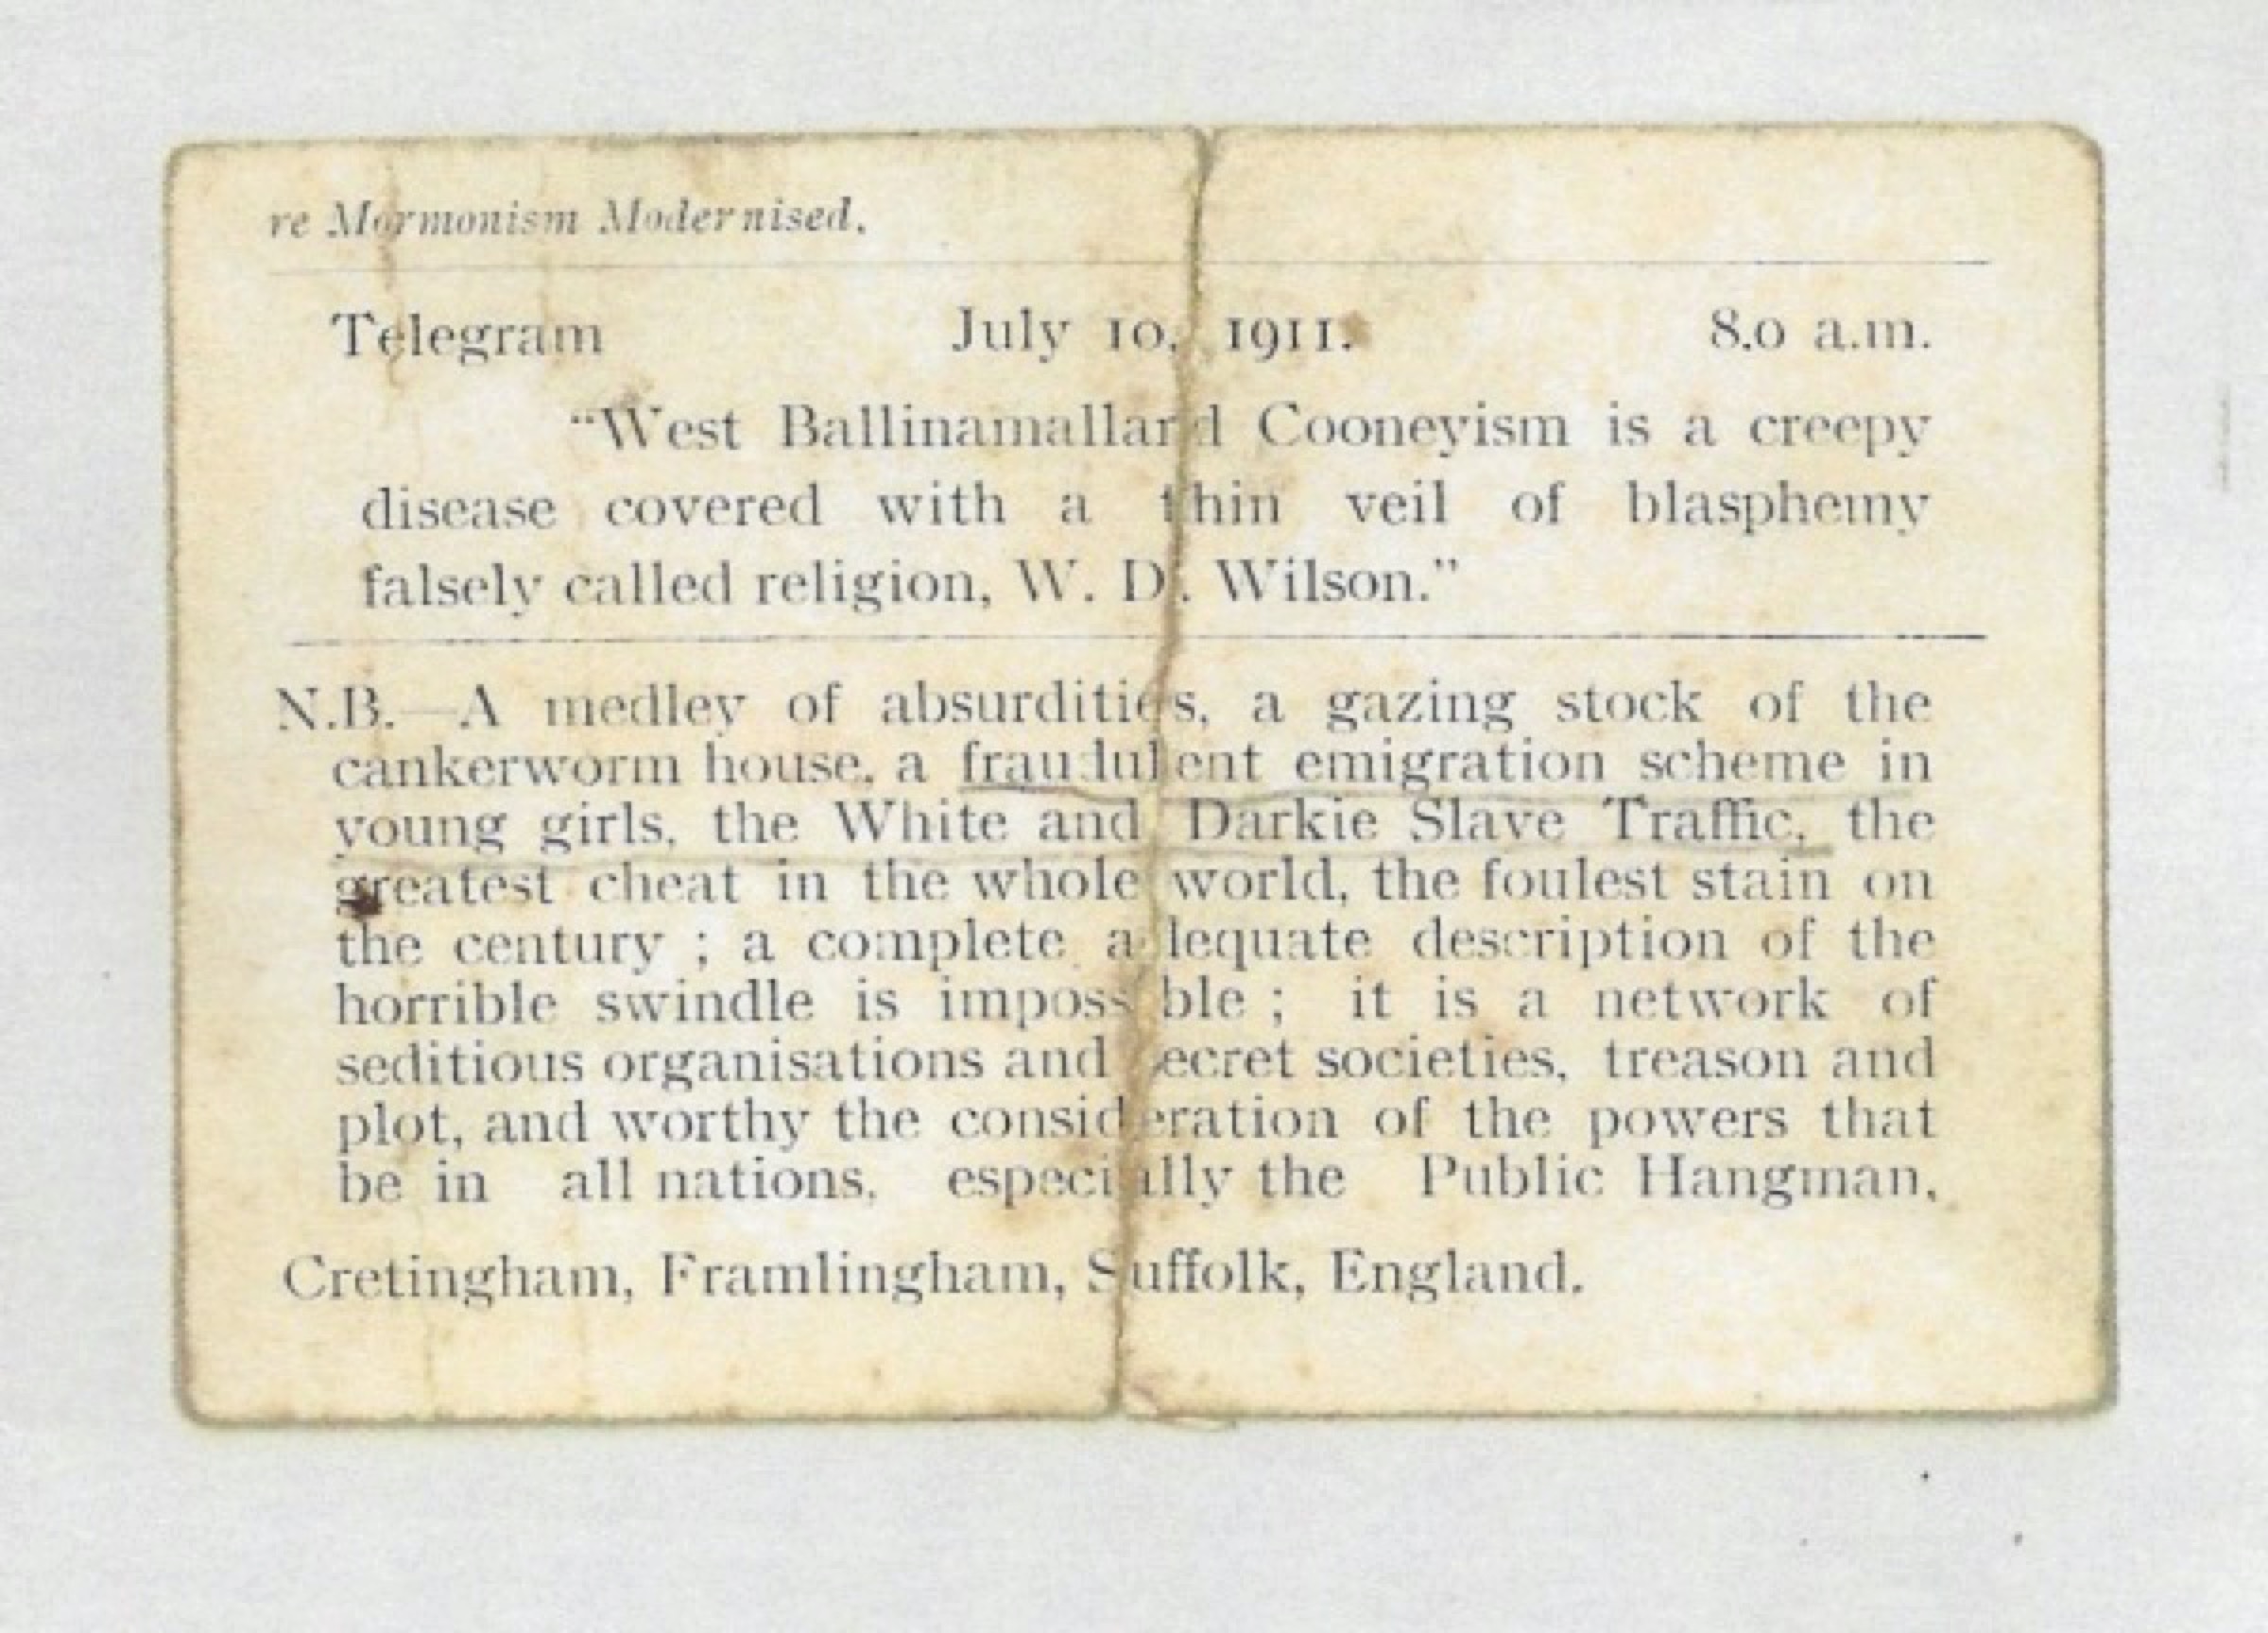 re Mormonism Modernised.
Telegram July 10, 1911. 8.0 a.m.
“West Ballinamallard Cooneyism is a creepy
disease covered with a thin veil of blasphemy
falsely called religion, W. D. Wilson.”
N.B.—A medley of absurdities, a gazing stock of the
cankerworm house, a fraudulent emigration scheme in
young girls, the White and Darkie Slave Traffic, the
greatest cheat in the whole world, the foulest stain on
the century ; a complete adequate description of the
horrible swindle is impossible ; it is a network of
seditious organisations and secret societies, treason and
plot, and worthy the consideration of the powers that
be in all nations, especially the Public Hangman,
Cretingham, Framlingham, Suffolk, England.